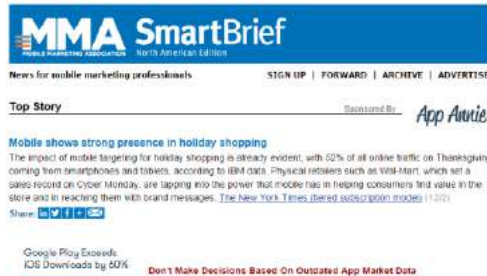 MMA SmartBrief
MOBILE MARKETING ASSOCIATION North American Edition
News for mobile marketing professionals SIGN UP | FORWARD | ARCHIVE | ADVERTISE
Top Story Sponsored By App Annie
Mobile shows strong presence in holiday shopping
The impact of mobile targeting for holiday shopping is already evident, with 52% of all online traffic on Thanksgiving
coming from smartphones and tablets, according to IBM data. Physical retailers such as Wal-Mart, which set a
sales record on Cyber Monday, are tapping into the power that mobile has in helping consumers find value in the
store and in reaching them with brand messages. The New York Times (tiered subscription model) (12/2)
Share:
Google Play Exceeds
iOS Downloads by 60%
Don't Make Decisions Based On Outdated App Market Data